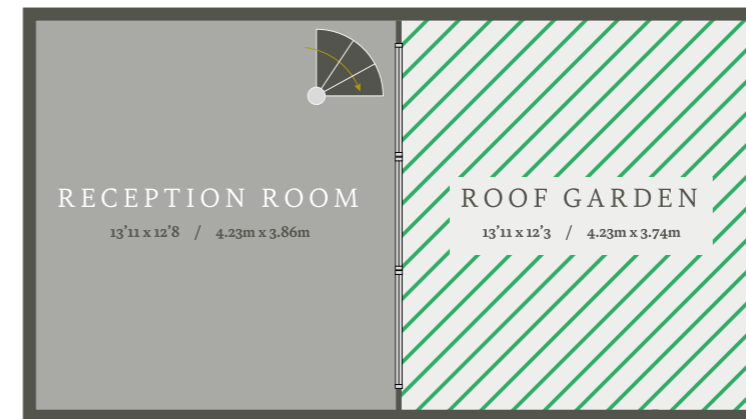 RECEPTION ROOM
13'11 x 12'8 / 4.23m x 3.86m
ROOF GARDEN
13'11 x 12'3 / 4.23m x 3.74m